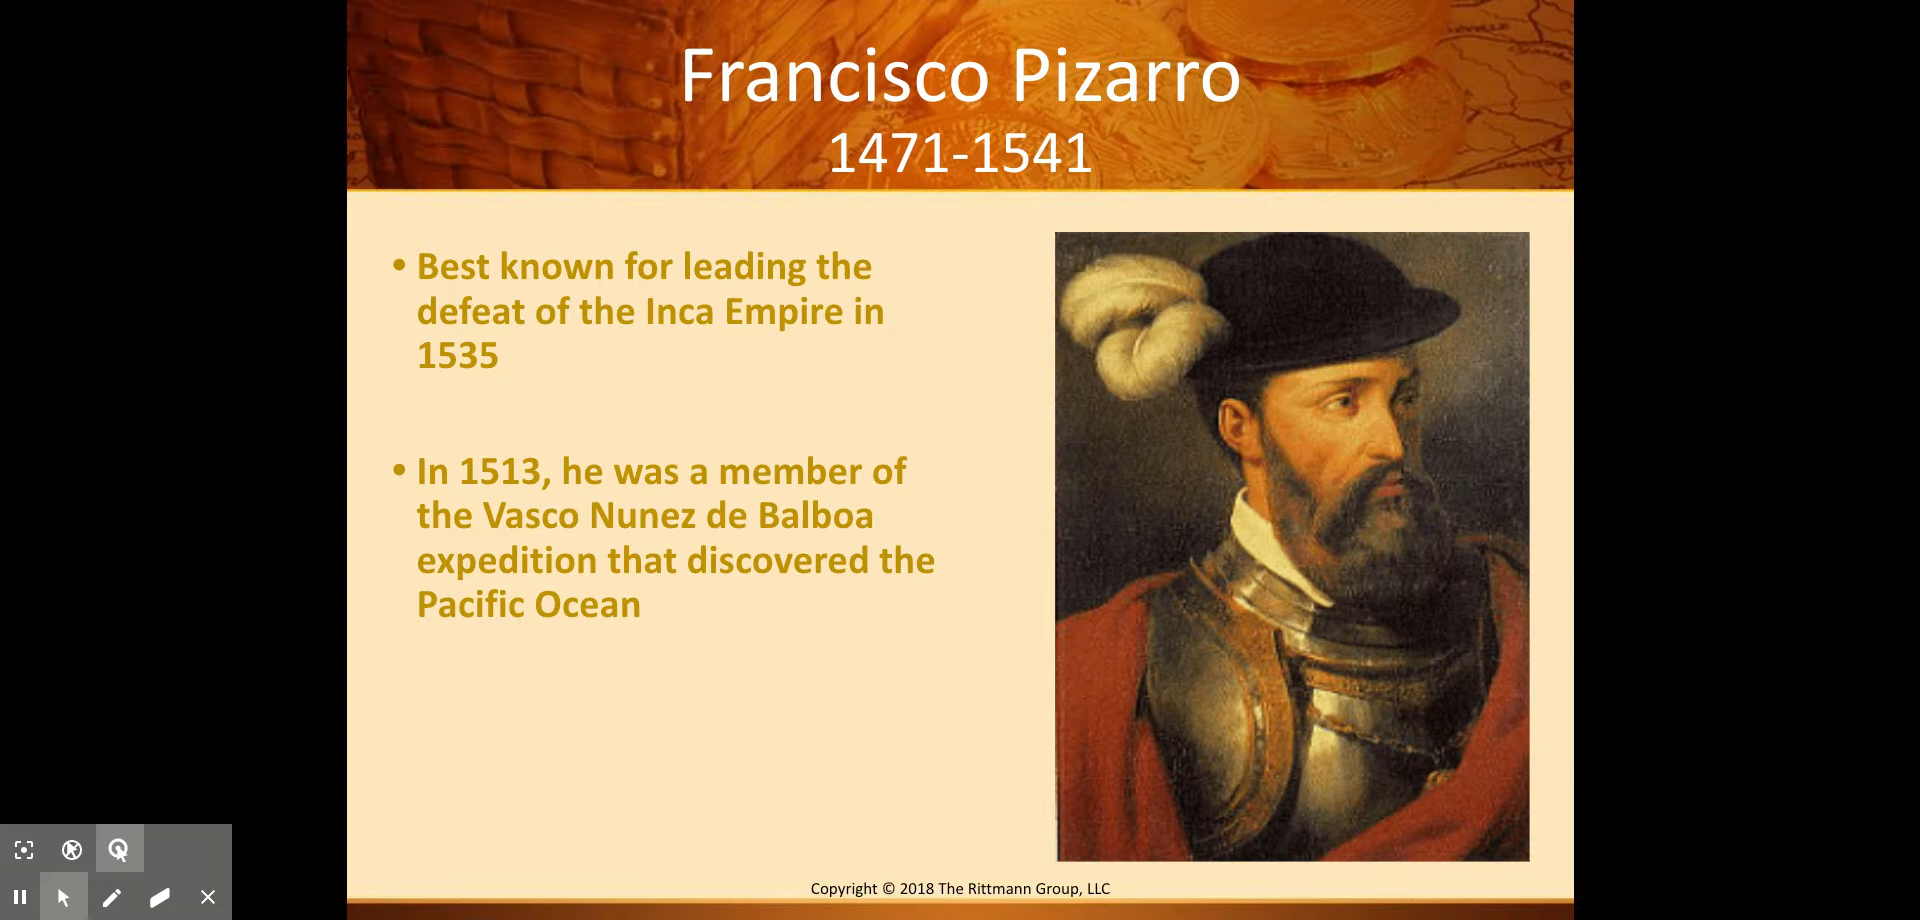 Francisco Pizarro
1471-1541
• Best known for leading the
defeat of the Inca Empire in
1535
• In 1513, he was a member of
the Vasco Nunez de Balboa
expedition that discovered the
Pacific Ocean
Copyright © 2018 The Rittmann Group, LLC